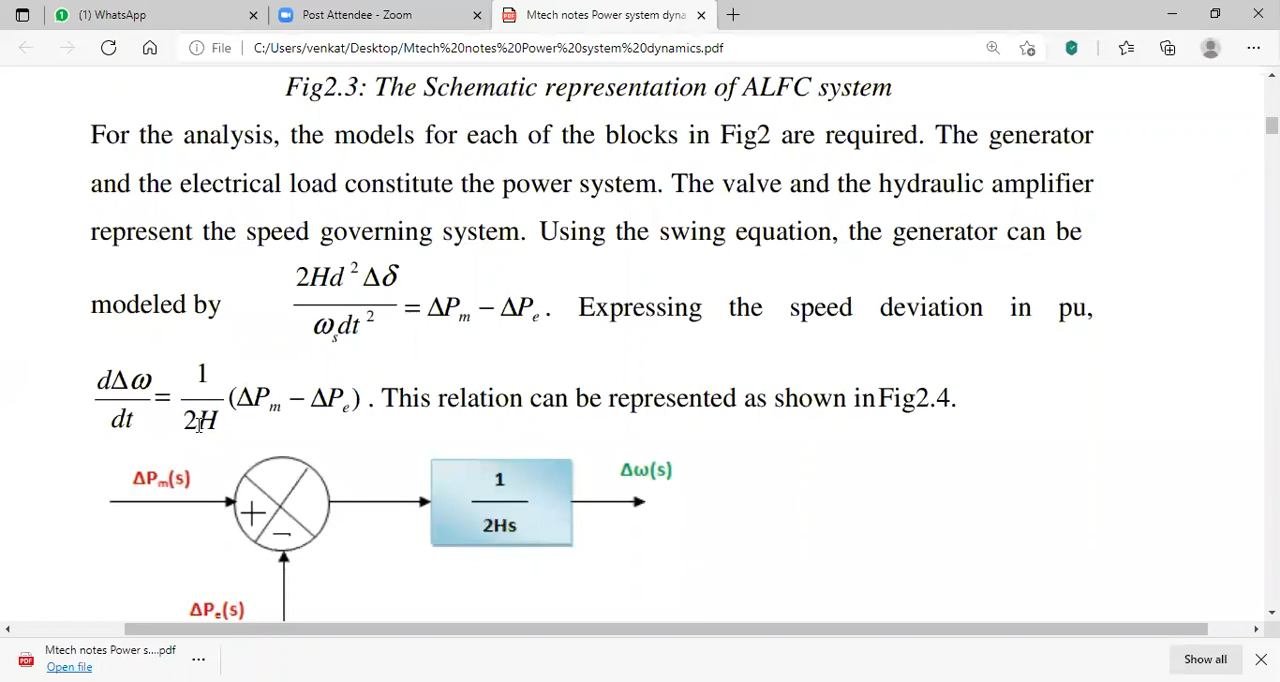 (1) WhatsApp
Post Attendee - Zoom
Mtech notes Power system dyna
File
C:/Users/venkat/Desktop/Mtech%20notes%20Power%20system%20dynamics.pdf
Fig2.3: The Schematic representation of ALFC system
For the analysis, the models for each of the blocks in Fig2 are required. The generator
and the electrical load constitute the power system. The valve and the hydraulic amplifier
represent the speed governing system. Using the swing equation, the generator can be
modeled by 2Hd²Δδ / ω_s dt² = ΔP_m − ΔP_e. Expressing the speed deviation in pu,
dΔω / dt = 1 / 2H (ΔP_m − ΔP_e). This relation can be represented as shown in Fig2.4.
ΔP_m(s)
+
−
1
2Hs
Δω(s)
ΔP_e(s)
PDF
Mtech notes Power s....pdf
Open file
Show all